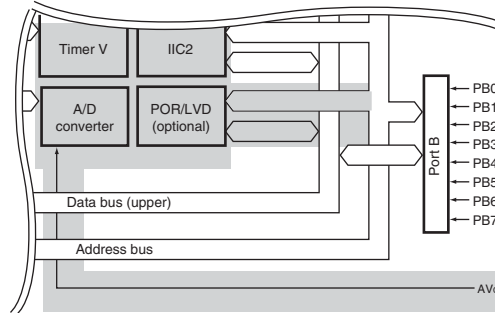 Timer V
IIC2
A/D
converter
POR/LVD
(optional)
Port B
PB0
PB1
PB2
PB3
PB4
PB5
PB6
PB7
Data bus (upper)
Address bus